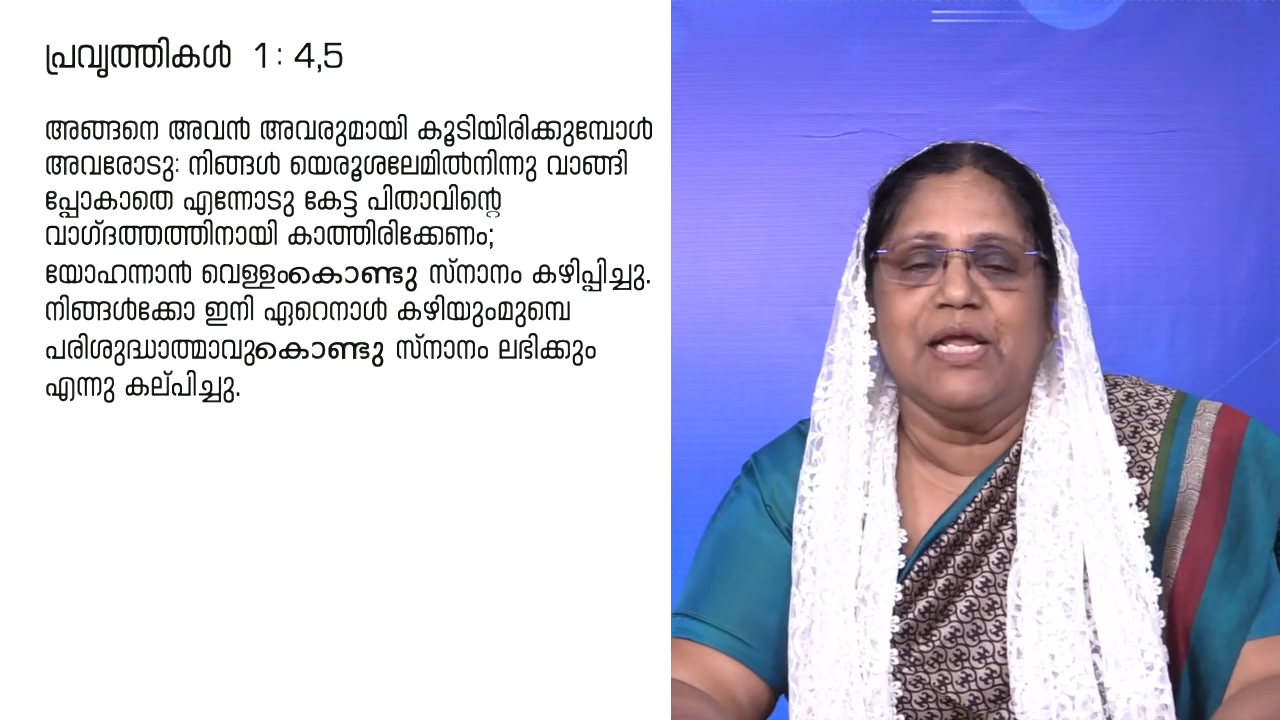 പ്രവൃത്തികൾ 1 : 4,5
അങ്ങനെ അവൻ അവരുമായി കൂടിയിരിക്കുമ്പോൾ
അവരോടു: നിങ്ങൾ യെരൂശലേമിൽനിന്നു വാങ്ങി
പ്പോകാതെ എന്നോടു കേട്ട പിതാവിന്റെ
വാഗ്ദത്തത്തിനായി കാത്തിരിക്കേണം;
യോഹന്നാൻ വെള്ളംകൊണ്ടു സ്നാനം കഴിപ്പിച്ചു.
നിങ്ങൾക്കോ ഇനി ഏറെനാൾ കഴിയുംമുമ്പെ
പരിശുദ്ധാത്മാവുകൊണ്ടു സ്നാനം ലഭിക്കും
എന്നു കല്പിച്ചു.